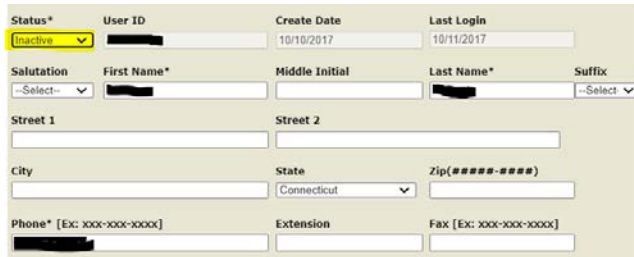 Status* User ID Create Date Last Login
Inactive 10/10/2017 10/11/2017
Salutation First Name* Middle Initial Last Name* Suffix
--Select-- --Select-
Street 1 Street 2
City State Zip(#####-####)
Connecticut
Phone* [Ex: xxx-xxx-xxxx] Extension Fax [Ex: xxx-xxx-xxxx]